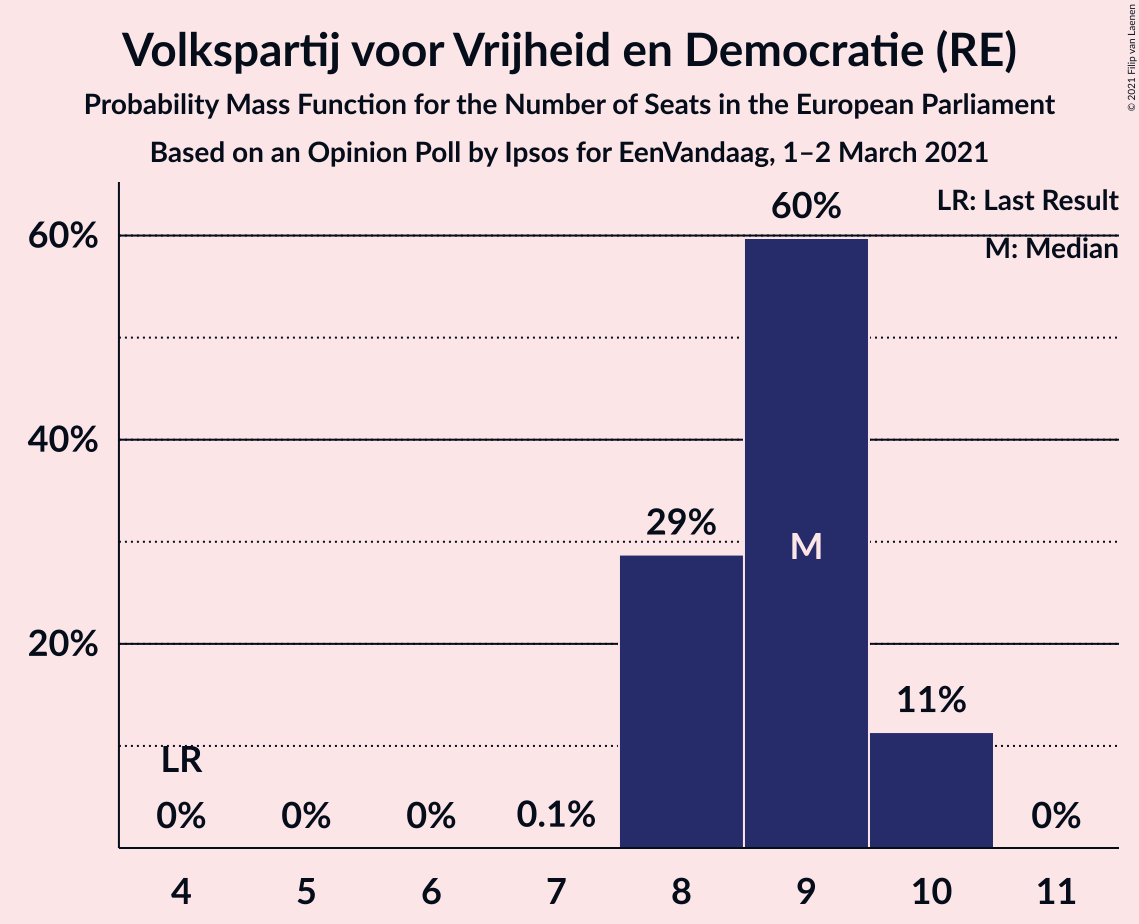 Volkspartij voor Vrijheid en Democratie (RE)
Probability Mass Function for the Number of Seats in the European Parliament
Based on an Opinion Poll by Ipsos for EenVandaag, 1–2 March 2021
© 2021 Filip van Laenen
LR: Last Result
M: Median
60%
40%
20%
LR
0%
0%
0%
0.1%
29%
60%
M
11%
0%
4
5
6
7
8
9
10
11